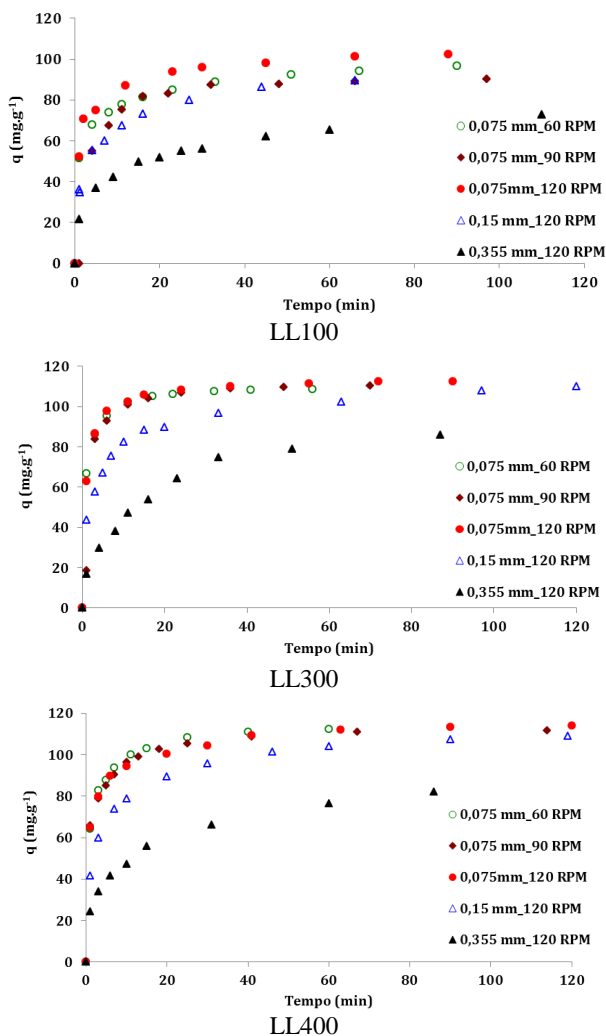 120
100
80
60
40
20
0
q (mg.g⁻¹)
0,075 mm_60 RPM
0,075 mm_90 RPM
0,075mm_120 RPM
0,15 mm_120 RPM
0,355 mm_120 RPM
0 20 40 60 80 100 120
Tempo (min)
LL100
120
100
80
60
40
20
0
q (mg.g⁻¹)
0,075 mm_60 RPM
0,075 mm_90 RPM
0,075mm_120 RPM
0,15 mm_120 RPM
0,355 mm_120 RPM
0 20 40 60 80 100 120
Tempo (min)
LL300
120
100
80
60
40
20
0
q (mg.g⁻¹)
0,075 mm_60 RPM
0,075 mm_90 RPM
0,075mm_120 RPM
0,15 mm_120 RPM
0,355 mm_120 RPM
0 20 40 60 80 100 120
Tempo (min)
LL400